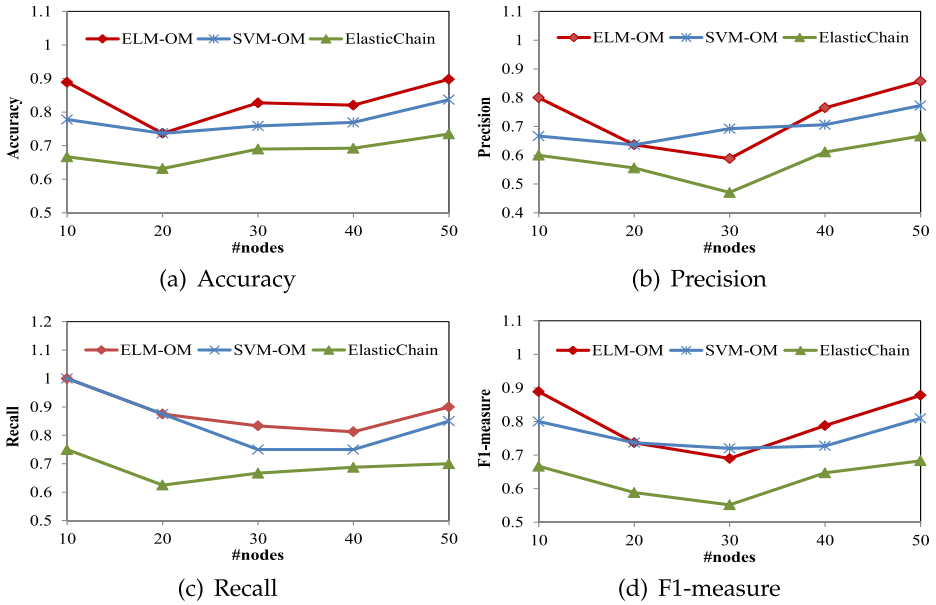 1.1
1
0.9
0.8
0.7
0.6
0.5
Accuracy
ELM-OM SVM-OM ElasticChain
10 20 30 40 50
#nodes
(a) Accuracy
1.1
1
0.9
0.8
0.7
0.6
0.5
0.4
Precision
ELM-OM SVM-OM ElasticChain
10 20 30 40 50
#nodes
(b) Precision
1.2
1.1
1
0.9
0.8
0.7
0.6
0.5
Recall
ELM-OM SVM-OM ElasticChain
10 20 30 40 50
#nodes
(c) Recall
1.1
1
0.9
0.8
0.7
0.6
0.5
F1-measure
ELM-OM SVM-OM ElasticChain
10 20 30 40 50
#nodes
(d) F1-measure